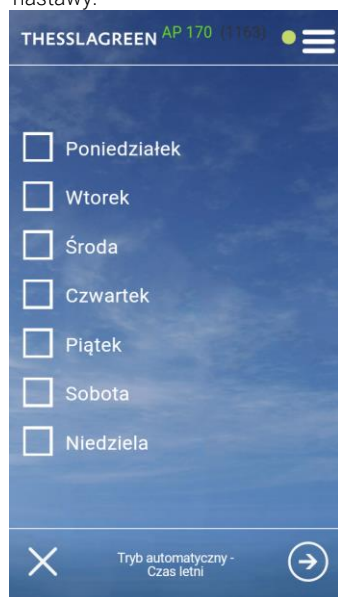 nastawy.
THESSLAGREEN AP 170 (1163)
Poniedziałek
Wtorek
Środa
Czwartek
Piątek
Sobota
Niedziela
Tryb automatyczny -
Czas letni